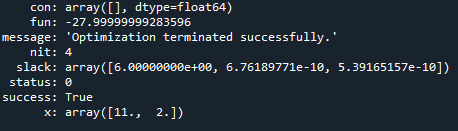 con: array([], dtype=float64)
fun: -27.99999999283596
message: 'Optimization terminated successfully.'
nit: 4
slack: array([6.00000000e+00, 6.76189771e-10, 5.39165157e-10])
status: 0
success: True
x: array([11.,  2.])